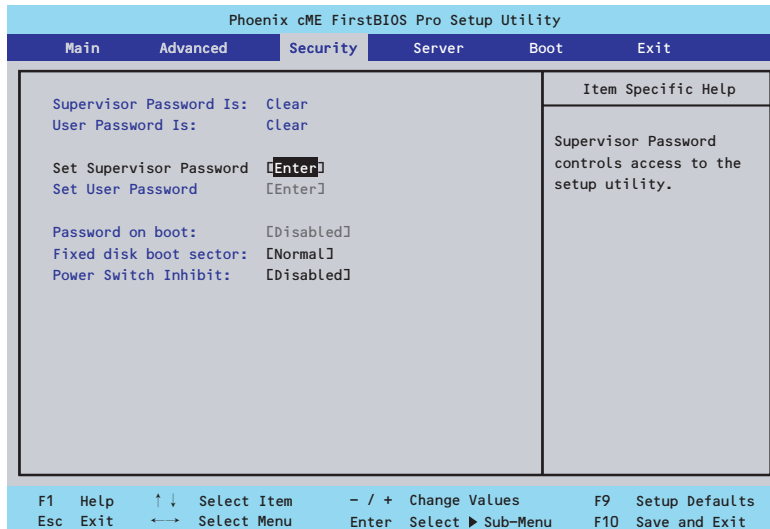 Phoenix cME FirstBIOS Pro Setup Utility
Main Advanced Security Server Boot Exit
Supervisor Password Is: Clear
User Password Is: Clear
Set Supervisor Password [Enter]
Set User Password [Enter]
Password on boot: [Disabled]
Fixed disk boot sector: [Normal]
Power Switch Inhibit: [Disabled]
Item Specific Help
Supervisor Password
controls access to the
setup utility.
F1 Help ↑↓ Select Item - / + Change Values F9 Setup Defaults
Esc Exit ←→ Select Menu Enter Select ▶ Sub-Menu F10 Save and Exit